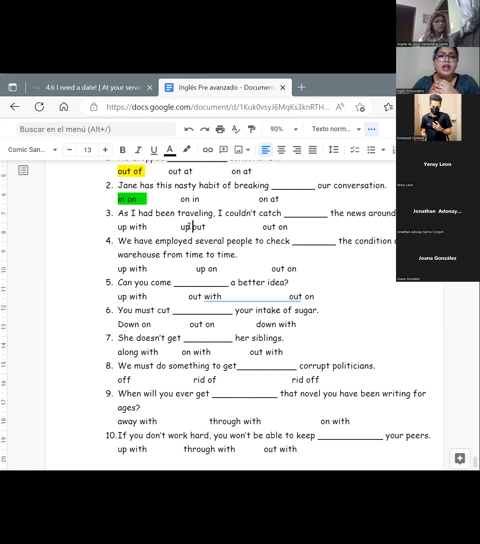 4.6 I need a date! | At your serv
Inglés Pre avanzado - Documen
https://docs.google.com/document/d/1Kuk0vsyJ6MqKs3knRTH...
Buscar en el menú (Alt+/)
90%
Texto norm...
Comic San...
13
out of out at on at
2. Jane has this nasty habit of breaking ________ our conversation.
in on on in on at
3. As I had been traveling, I couldn't catch ________ the news around
up with up out out on
4. We have employed several people to check ________ the condition
warehouse from time to time.
up with up on out on
5. Can you come __________ a better idea?
up with out with out on
6. You must cut ___________ your intake of sugar.
Down on out on down with
7. She doesn't get _________ her siblings.
along with on with out with
8. We must do something to get___________ corrupt politicians.
off rid of rid off
9. When will you ever get ____________ that novel you have been writing for
ages?
away with through with on with
10. If you don't work hard, you won't be able to keep ____________ your peers.
up with through with out with
Yensy Leon
Yensy Leon
Jonathan Adonay...
Joana González
Joana González